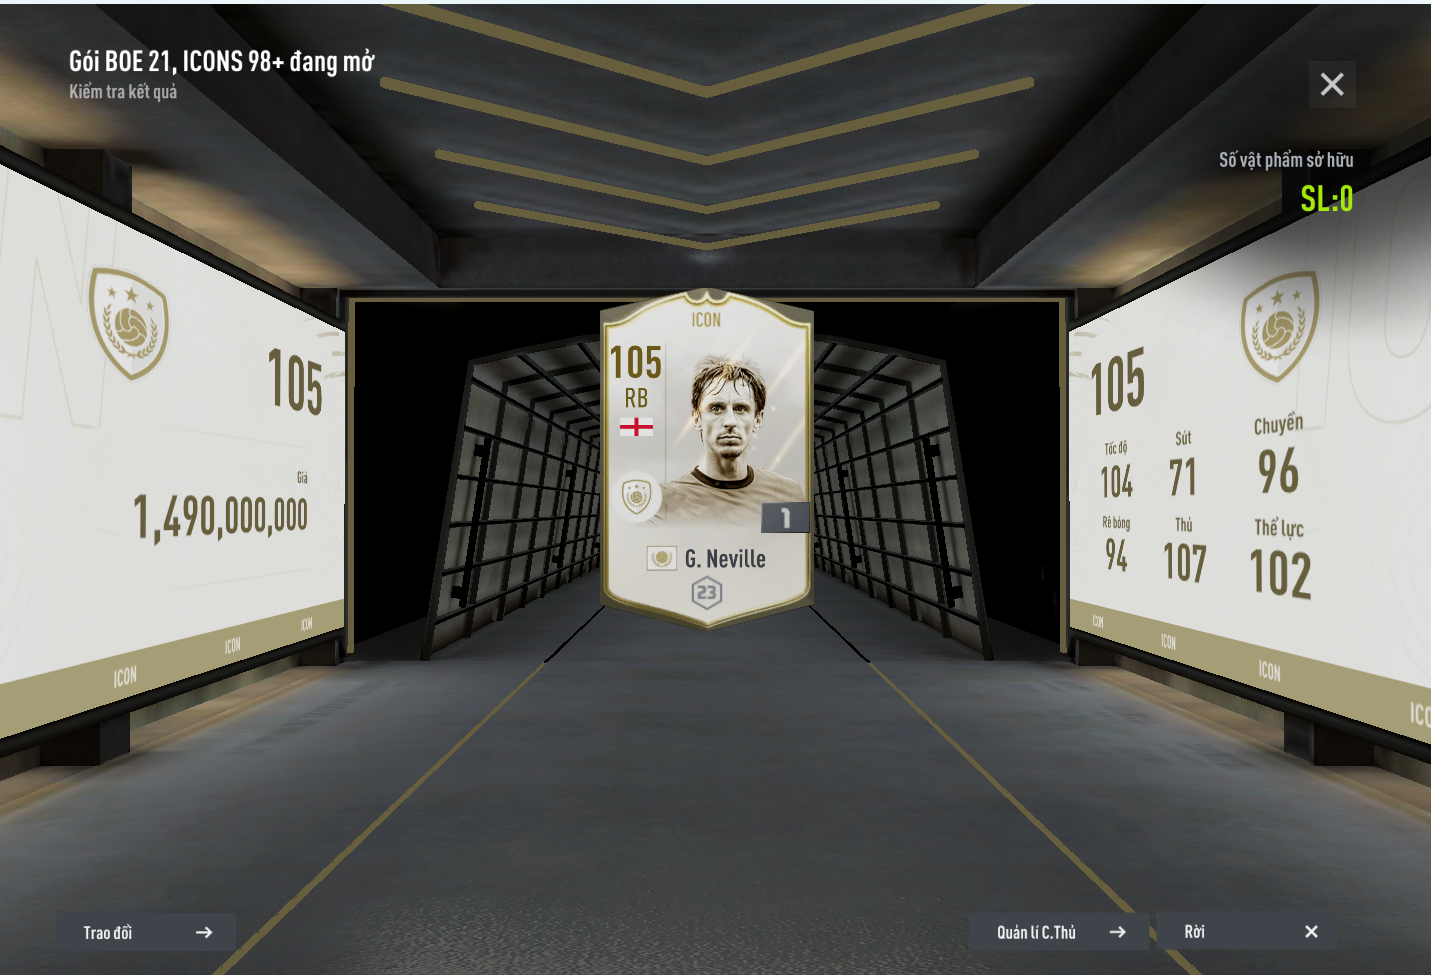 Gói BOE 21, ICONS 98+ đang mở
Kiểm tra kết quả
Số vật phẩm sở hữu
SL:0
105
Giá
1,490,000,000
ICON
ICON
ICON
ICON
105
RB
1
G. Neville
23
105
Tốc độ
104
Sút
71
Chuyền
96
Rê bóng
94
Thủ
107
Thể lực
102
ICON
ICON
ICON
ICO
Trao đổi
Quản lí C.Thủ
Rời